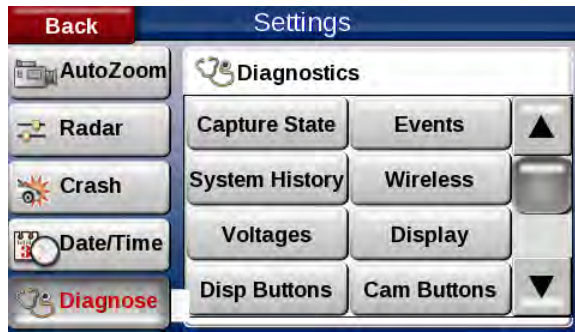 Back
Settings
AutoZoom
Radar
Crash
Date/Time
Diagnose
Diagnostics
Capture State
Events
System History
Wireless
Voltages
Display
Disp Buttons
Cam Buttons